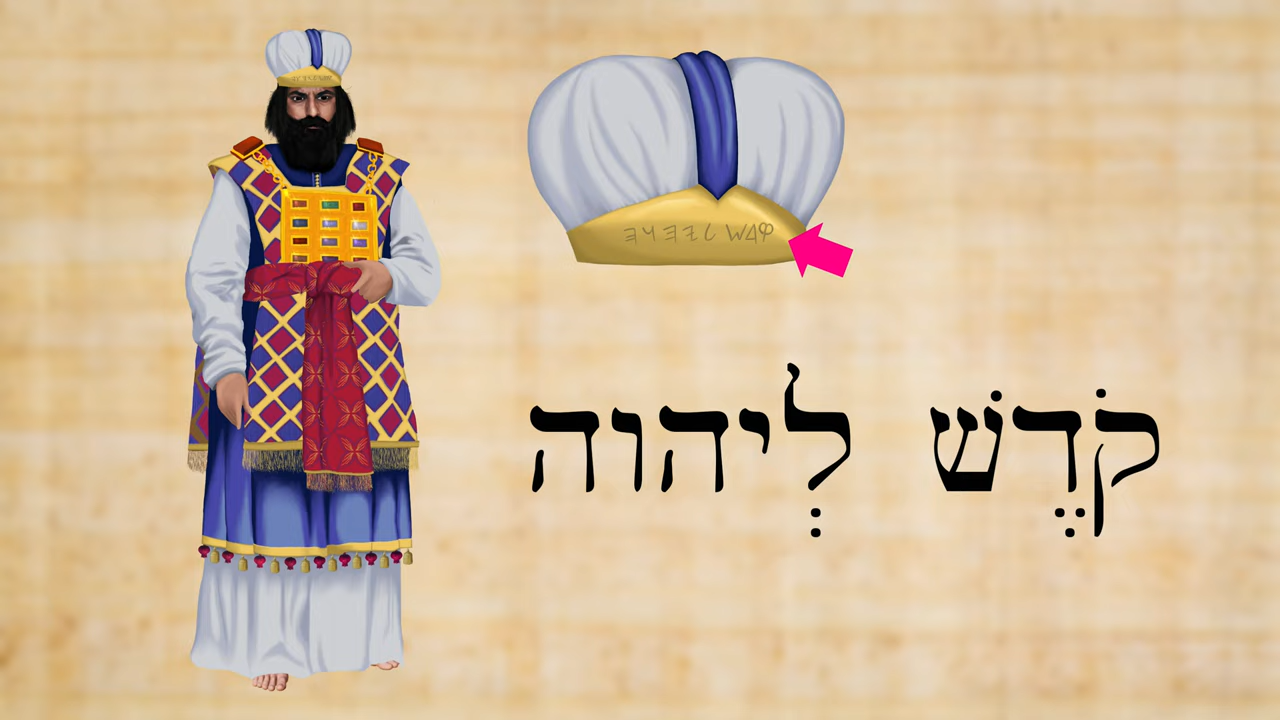 𐤒𐤃𐤔 𐤋𐤉𐤄𐤅𐤄
קֹדֶשׁ לְיהוה